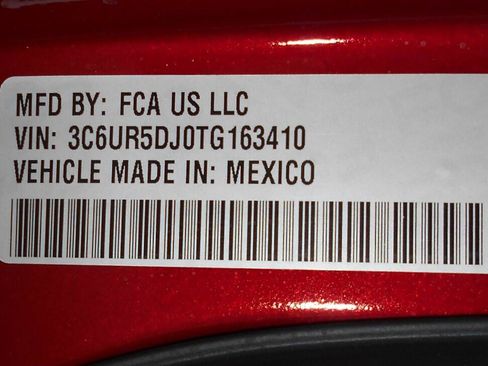 MFD BY: FCA US LLC
VIN: 3C6UR5DJ0TG163410
VEHICLE MADE IN: MEXICO